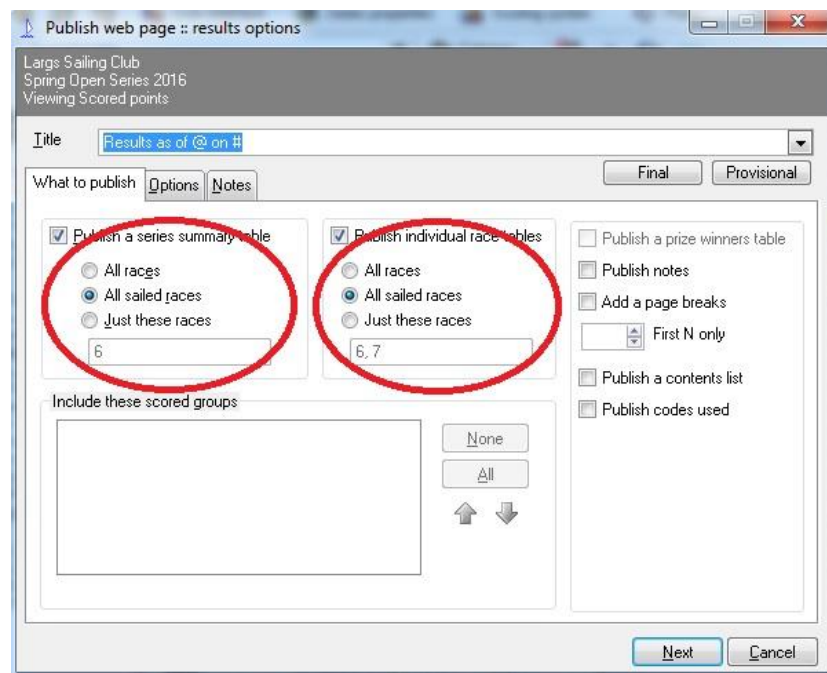 Publish web page :: results options
Largs Sailing Club
Spring Open Series 2016
Viewing Scored points
Title
Results as of @ on #
Final
Provisional
What to publish
Options
Notes
Publish a series summary table
All races
All sailed races
Just these races
6
Publish individual race tables
All races
All sailed races
Just these races
6, 7
Publish a prize winners table
Publish notes
Add a page breaks
First N only
Publish a contents list
Publish codes used
Include these scored groups
None
All
Next
Cancel